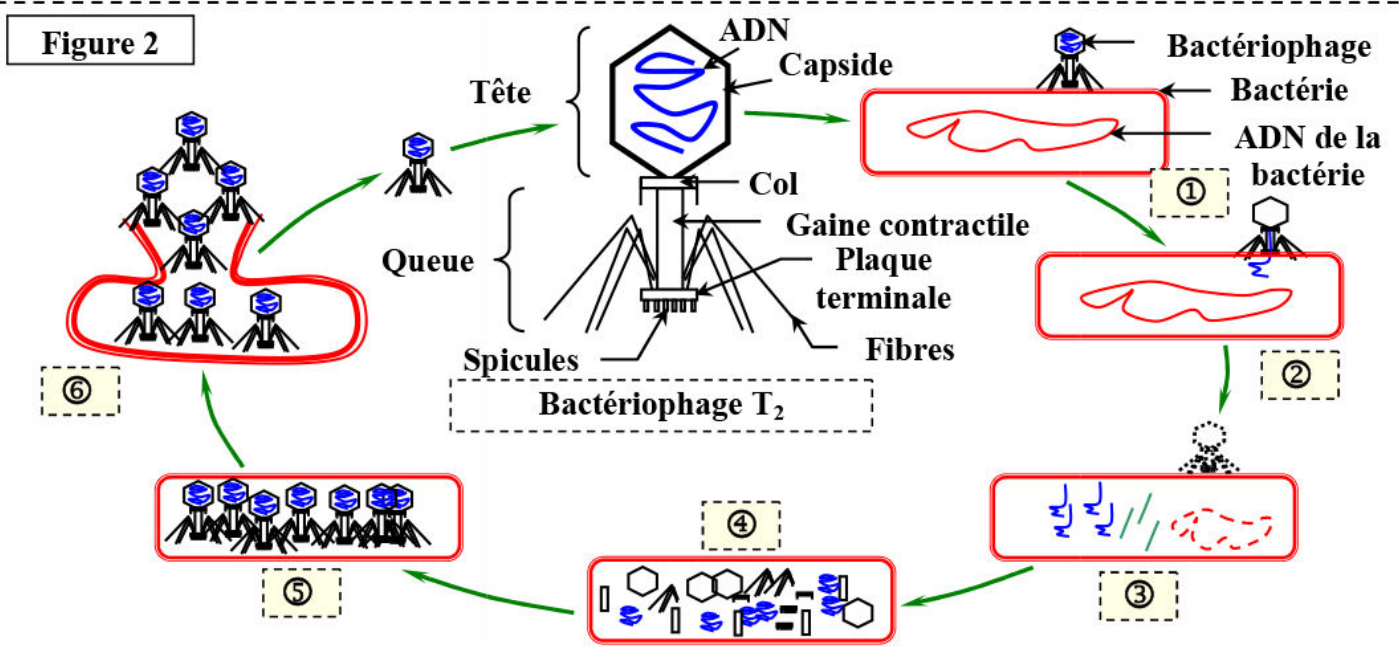 Figure 2
ADN
Capside
Tête
Col
Gaine contractile
Queue
Plaque
terminale
Spicules
Fibres
Bactériophage T₂
Bactériophage
Bactérie
ADN de la
bactérie
①
②
③
④
⑤
⑥